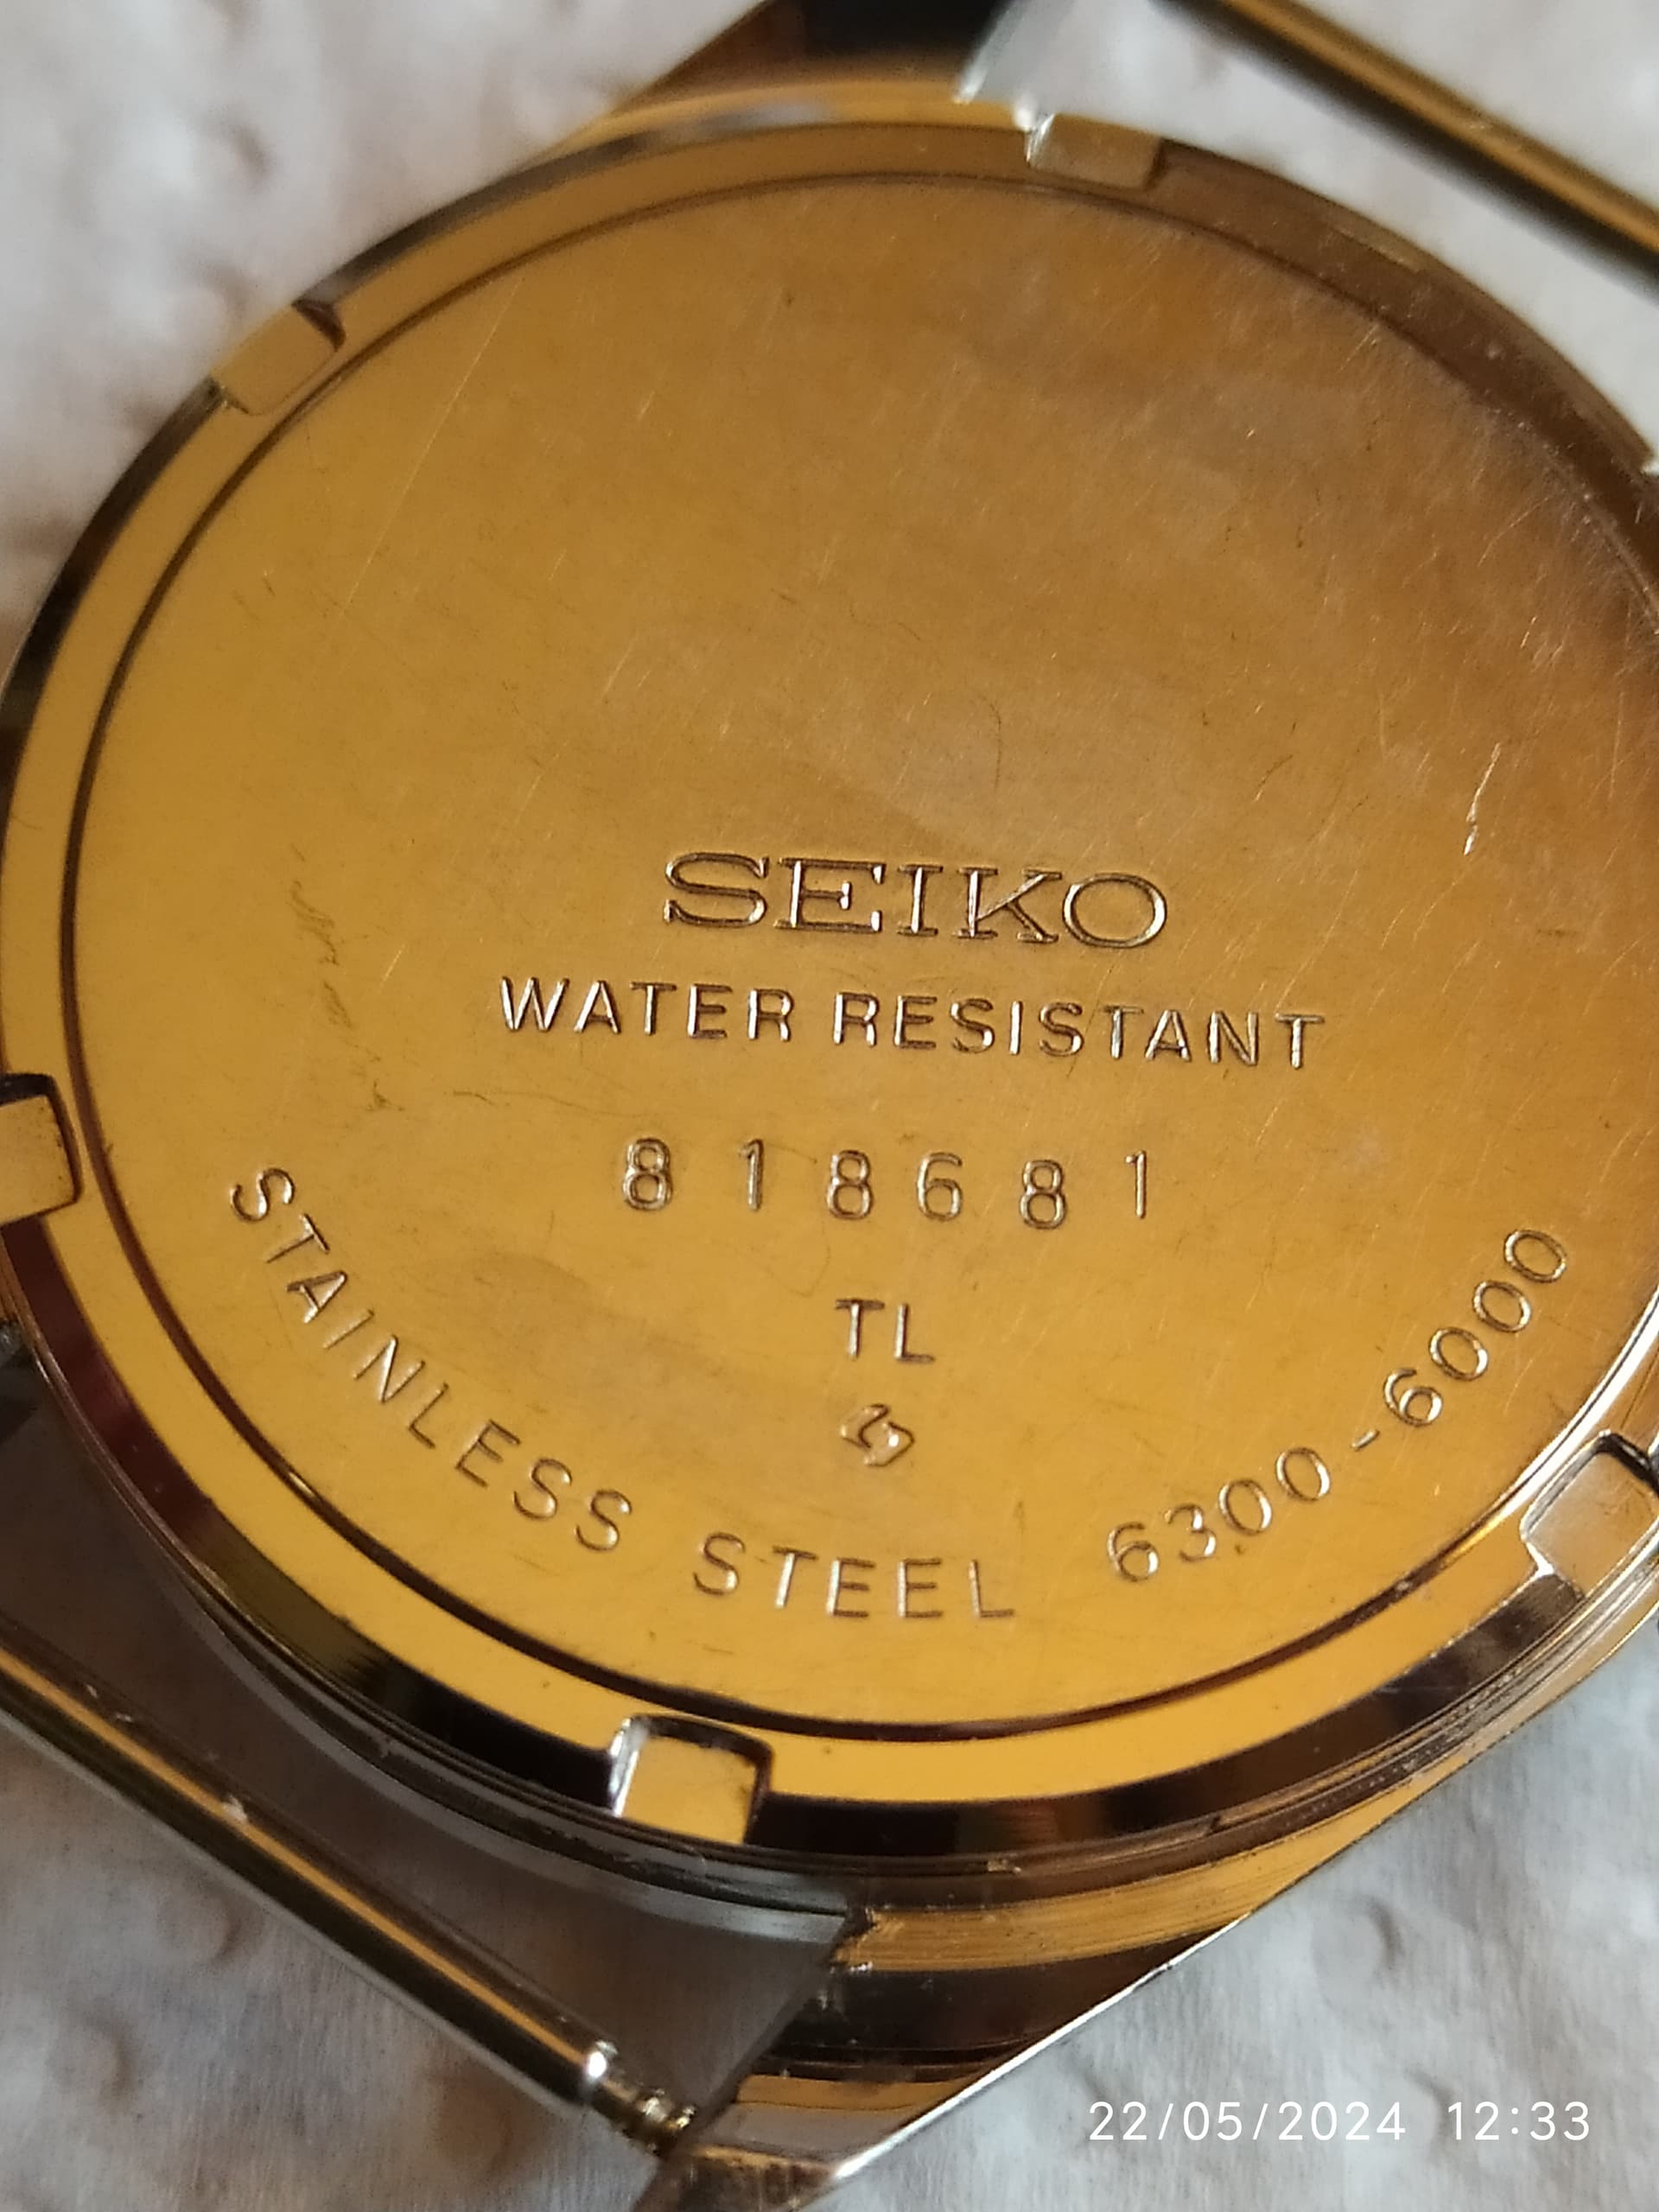 SEIKO
WATER RESISTANT
818681
TL
STAINLESS STEEL 6300-6000
22/05/2024 12:33